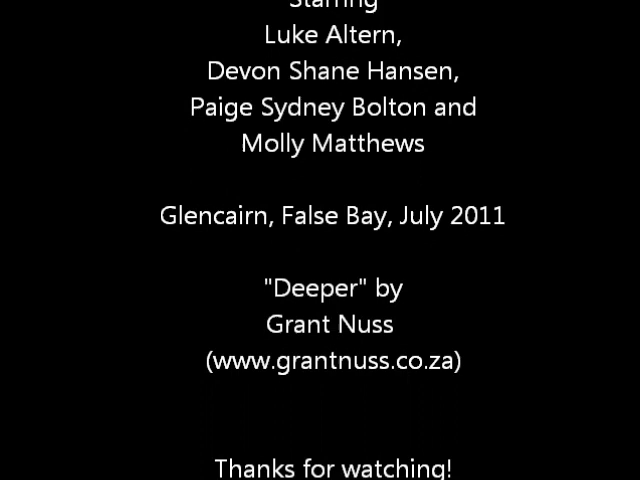 Starring
Luke Altern,
Devon Shane Hansen,
Paige Sydney Bolton and
Molly Matthews
Glencairn, False Bay, July 2011
"Deeper" by
Grant Nuss
(www.grantnuss.co.za)
Thanks for watching!